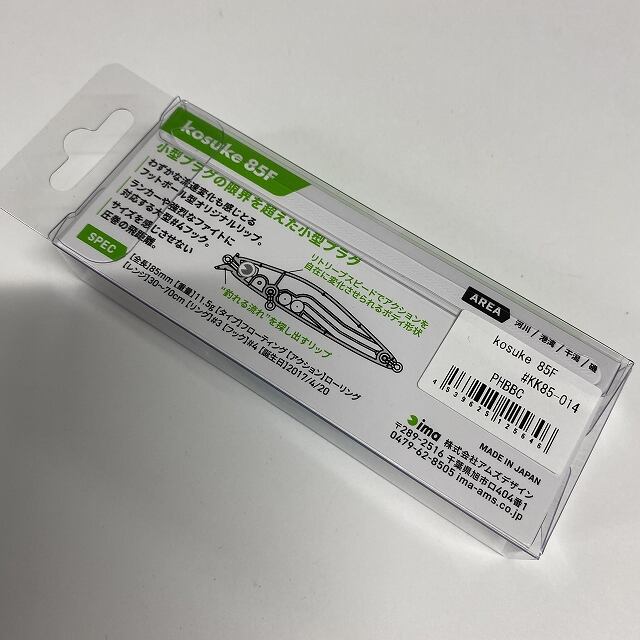 kosuke 85F
小型プラグの限界を超えた小型プラグ
わずかな流速変化も感じとる
フットボール型オリジナルリップ。
ランカーや強烈なファイトに
対応する大型#4フック。
サイズを感じさせない
圧巻の飛距離。
リトリーブスピードでアクションを
自在に変化させられるボディ形状
"釣れる流れ"を探し出すリップ
SPEC
【全長】85mm【重量】11.5g【タイプ】フローティング【アクション】ローリング
【レンジ】30~70cm【リング】#3【フック】#4【誕生日】2017/4/20
AREA
河川 / 港湾 / 干潟 / 磯
kosuke 85F
#KK85-014
PHBBC
4539625125645
MADE IN JAPAN
ima 株式会社アムズデザイン
〒289-2516 千葉県旭市ロ404番1
0479-62-8505 ima-ams.co.jp